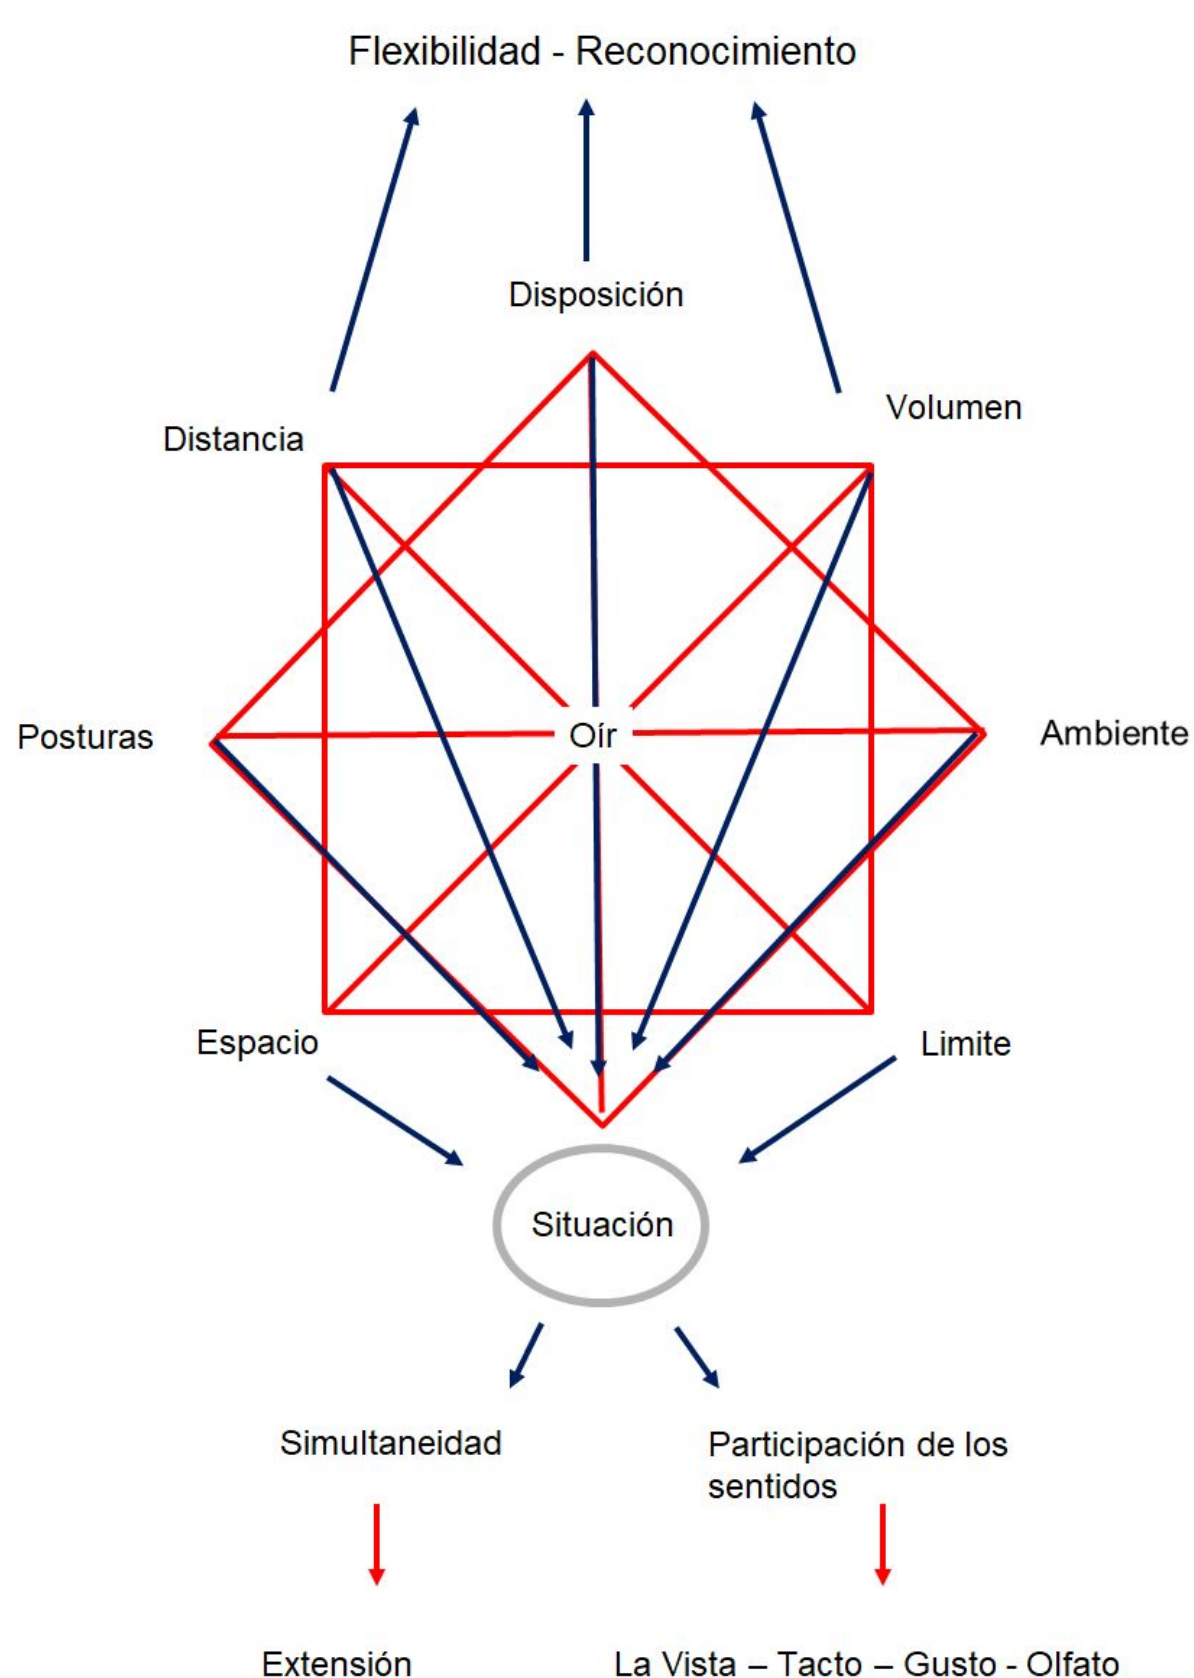 Flexibilidad - Reconocimiento
Disposición
Volumen
Distancia
Posturas
Oír
Ambiente
Espacio
Limite
Situación
Simultaneidad
Participación de los
sentidos
Extensión
La Vista – Tacto – Gusto - Olfato